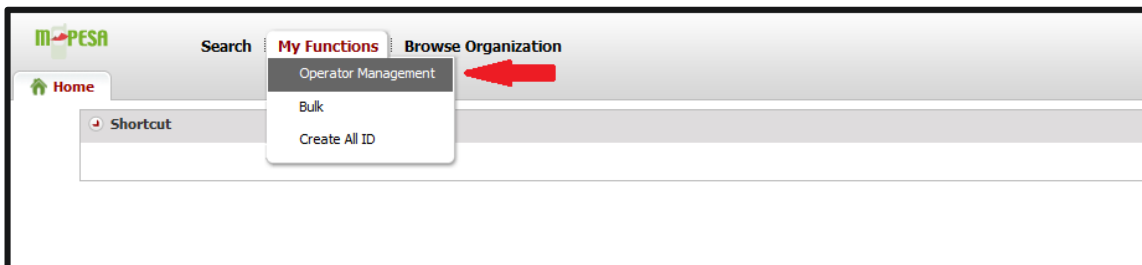 M-PESA
Search My Functions Browse Organization
Operator Management
Home
Bulk
Shortcut
Create All ID